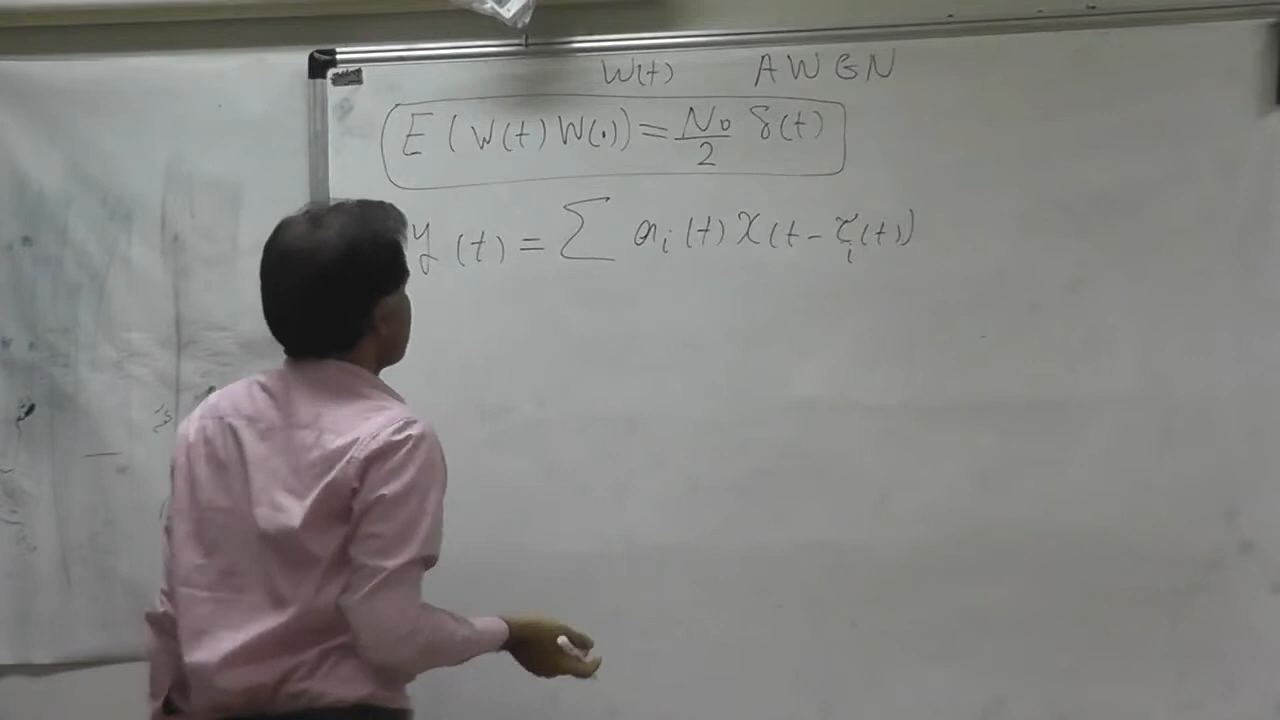 W(t) AWGN
E(W(t)W(.)) = N₀/2 δ(t)
y(t) = Σ aᵢ(t) x(t - τᵢ(t))